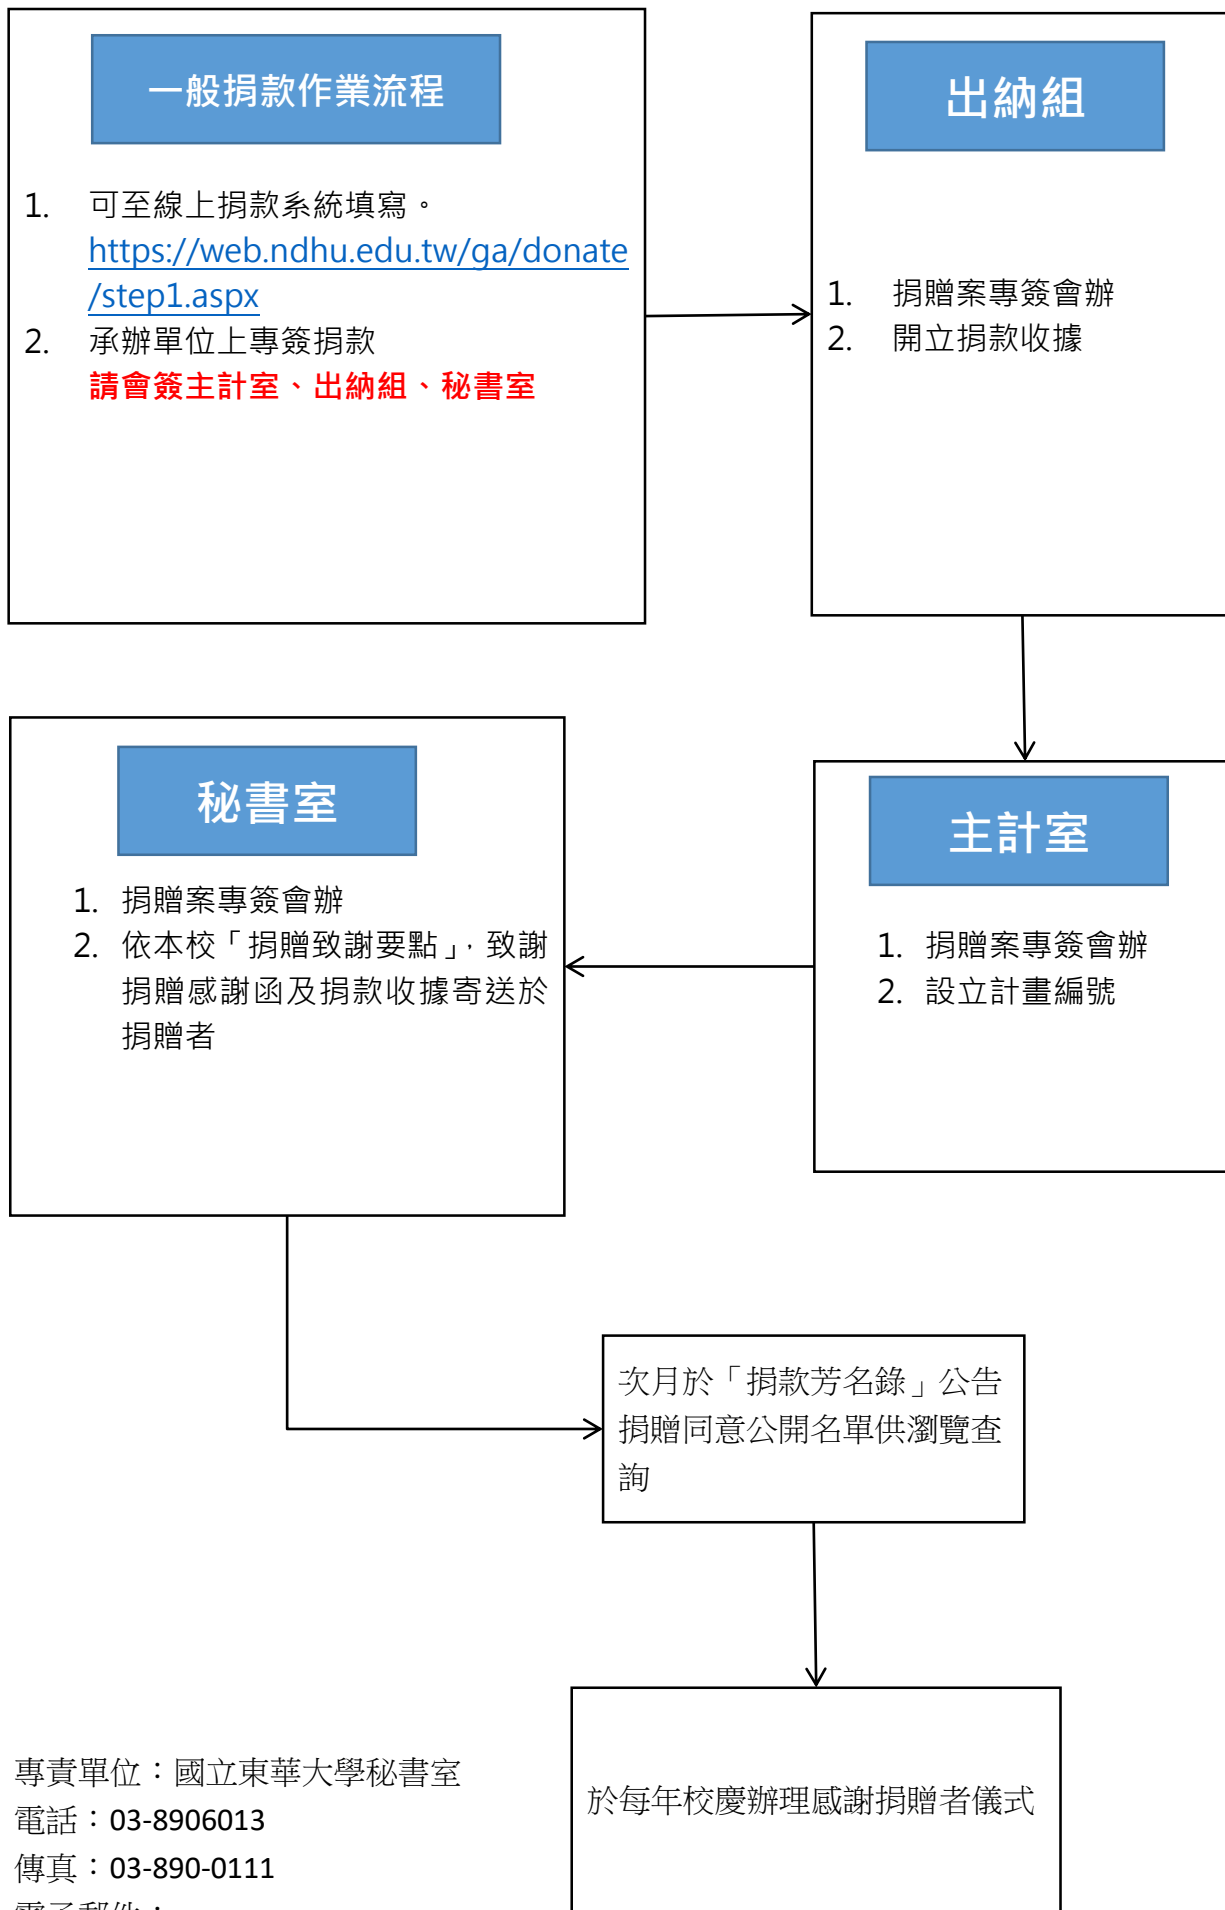 一般捐款作業流程
1. 可至線上捐款系統填寫。
https://web.ndhu.edu.tw/ga/donate
/step1.aspx
2. 承辦單位上專簽捐款
請會簽主計室、出納組、秘書室
出納組
1. 捐贈案專簽會辦
2. 開立捐款收據
主計室
1. 捐贈案專簽會辦
2. 設立計畫編號
秘書室
1. 捐贈案專簽會辦
2. 依本校「捐贈致謝要點」，致謝
捐贈感謝函及捐款收據寄送於
捐贈者
次月於「捐款芳名錄」公告
捐贈同意公開名單供瀏覽查
詢
於每年校慶辦理感謝捐贈者儀式
專責單位：國立東華大學秘書室
電話：03-8906013
傳真：03-890-0111
電子郵件：